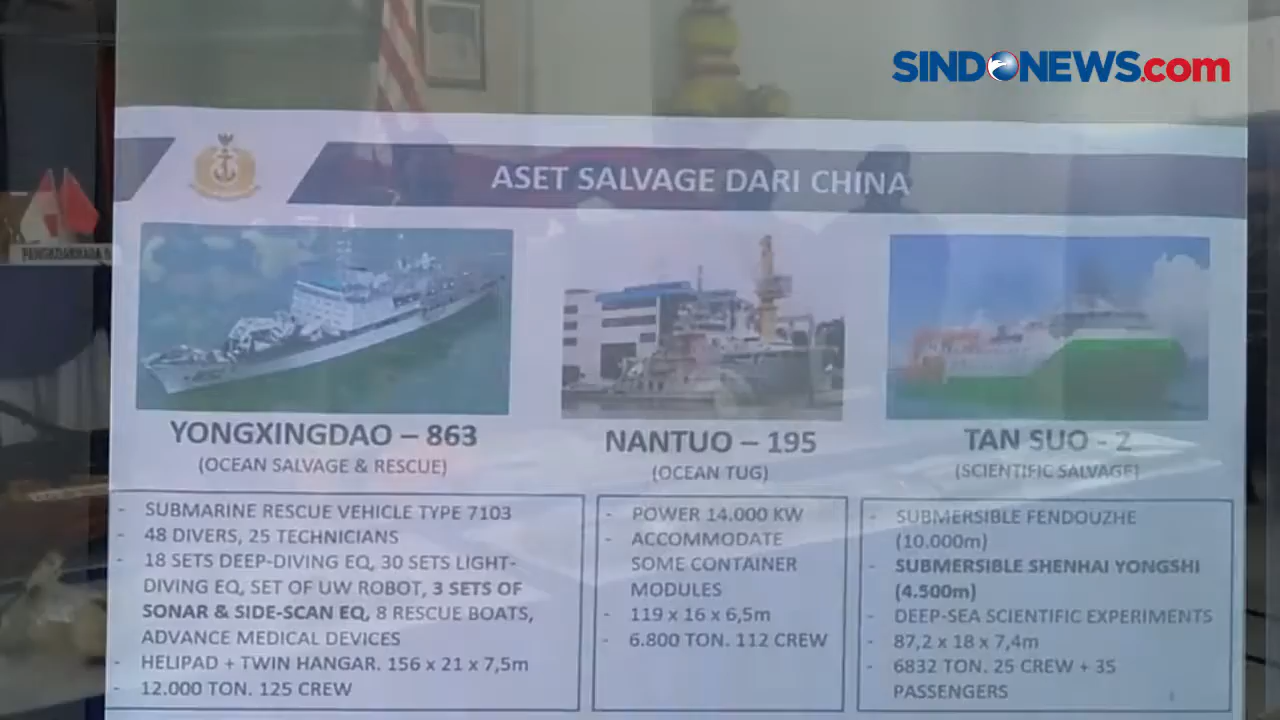 SINDONEWS.com
ASET SALVAGE DARI CHINA
YONGXINGDAO – 863
(OCEAN SALVAGE & RESCUE)
- SUBMARINE RESCUE VEHICLE TYPE 7103
- 48 DIVERS, 25 TECHNICIANS
- 18 SETS DEEP-DIVING EQ, 30 SETS LIGHT-
DIVING EQ, SET OF UW ROBOT, 3 SETS OF
SONAR & SIDE-SCAN EQ, 8 RESCUE BOATS,
ADVANCE MEDICAL DEVICES
- HELIPAD + TWIN HANGAR. 156 x 21 x 7,5m
- 12.000 TON. 125 CREW
NANTUO – 195
(OCEAN TUG)
- POWER 14.000 KW
- ACCOMMODATE
SOME CONTAINER
MODULES
- 119 x 16 x 6,5m
- 6.800 TON. 112 CREW
TAN SUO - 2
(SCIENTIFIC SALVAGE)
- SUBMERSIBLE FENDOUZHE
(10.000m)
- SUBMERSIBLE SHENHAI YONGSHI
(4.500m)
- DEEP-SEA SCIENTIFIC EXPERIMENTS
- 87,2 x 18 x 7,4m
- 6832 TON. 25 CREW + 35
PASSENGERS